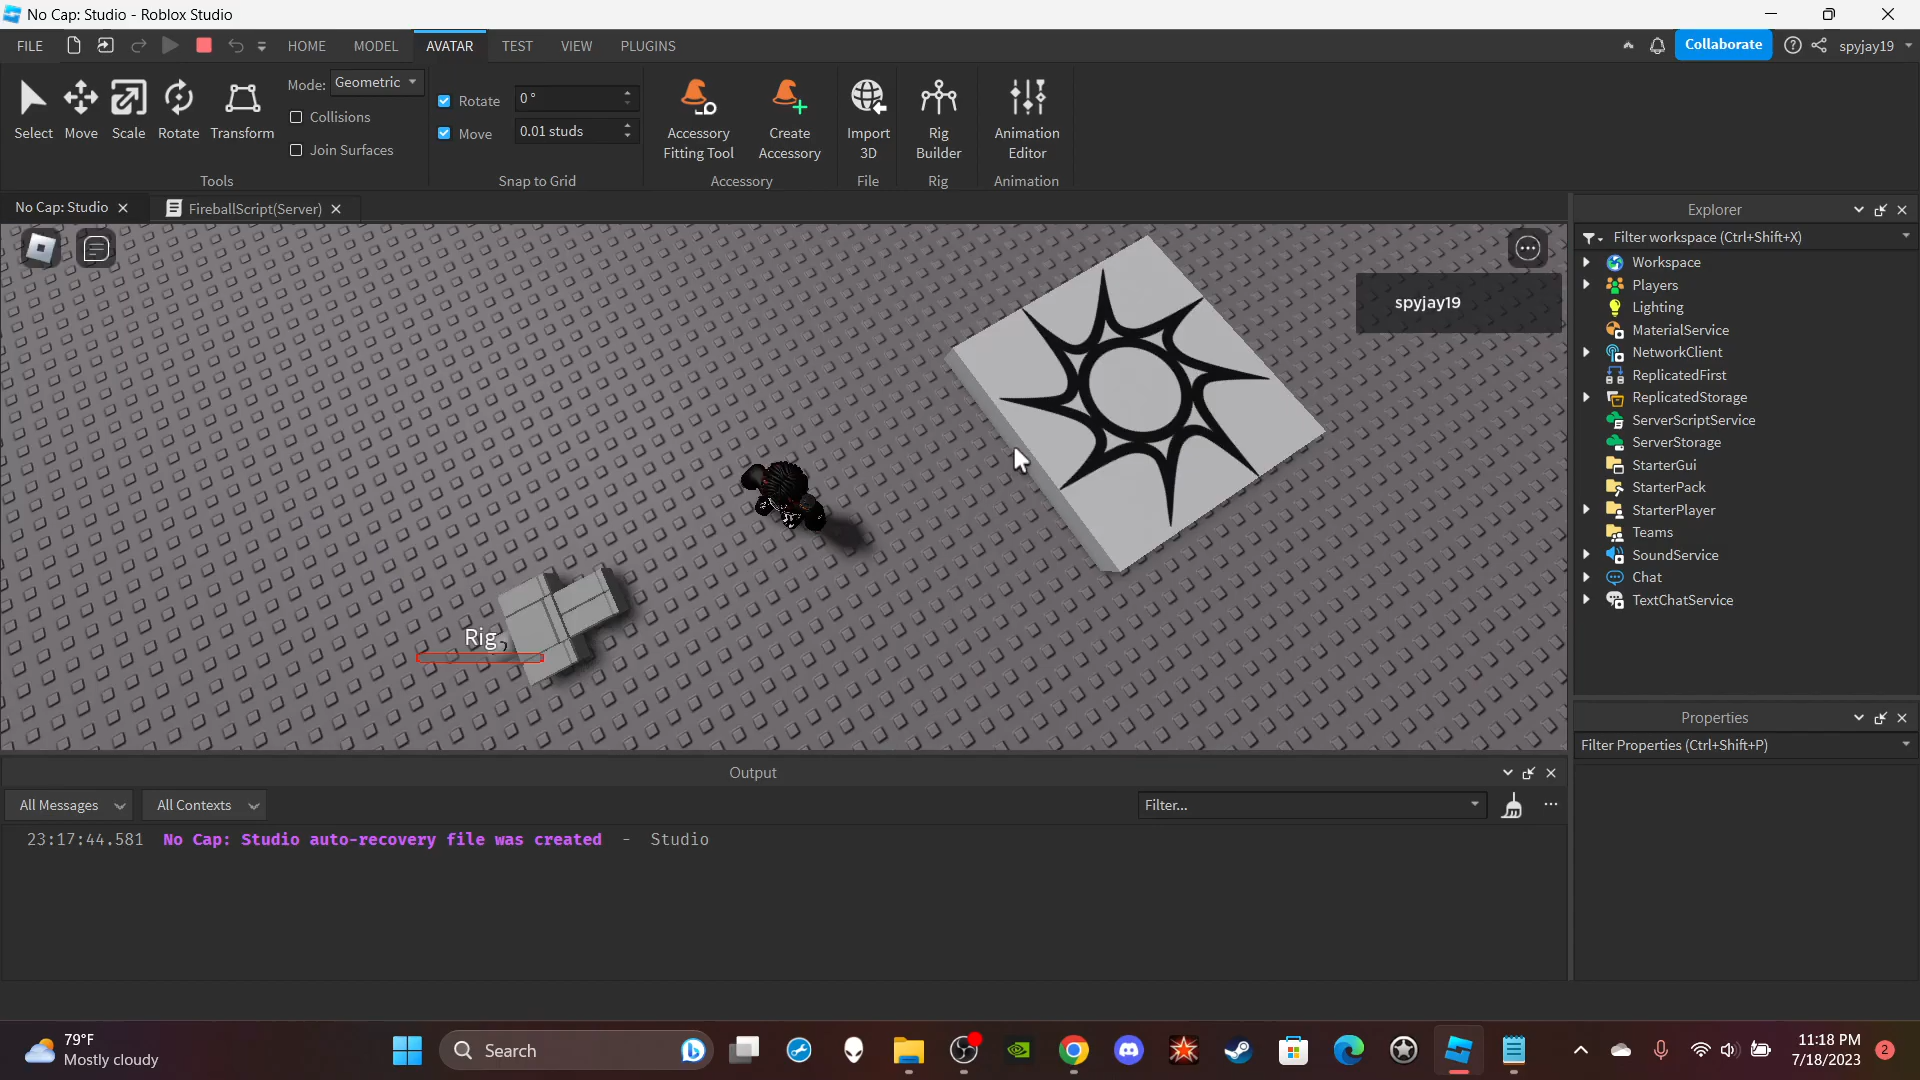 No Cap: Studio - Roblox Studio
FILE HOME MODEL AVATAR TEST VIEW PLUGINS Collaborate spyjay19
Mode: Geometric
Rotate 0 °
Collisions
Move 0.01 studs
Join Surfaces
Select Move Scale Rotate Transform
Accessory Fitting Tool
Create Accessory
Import 3D
Rig Builder
Animation Editor
Tools Snap to Grid Accessory File Rig Animation
No Cap: Studio FireballScript(Server)
Explorer
Filter workspace (Ctrl+Shift+X)
Workspace
Players
Lighting
MaterialService
NetworkClient
ReplicatedFirst
ReplicatedStorage
ServerScriptService
ServerStorage
StarterGui
StarterPack
StarterPlayer
Teams
SoundService
Chat
TextChatService
spyjay19
Rig
Properties
Filter Properties (Ctrl+Shift+P)
Output
All Messages All Contexts Filter...
23:17:44.581 No Cap: Studio auto-recovery file was created - Studio
79°F
Mostly cloudy
Search
11:18 PM
7/18/2023
2